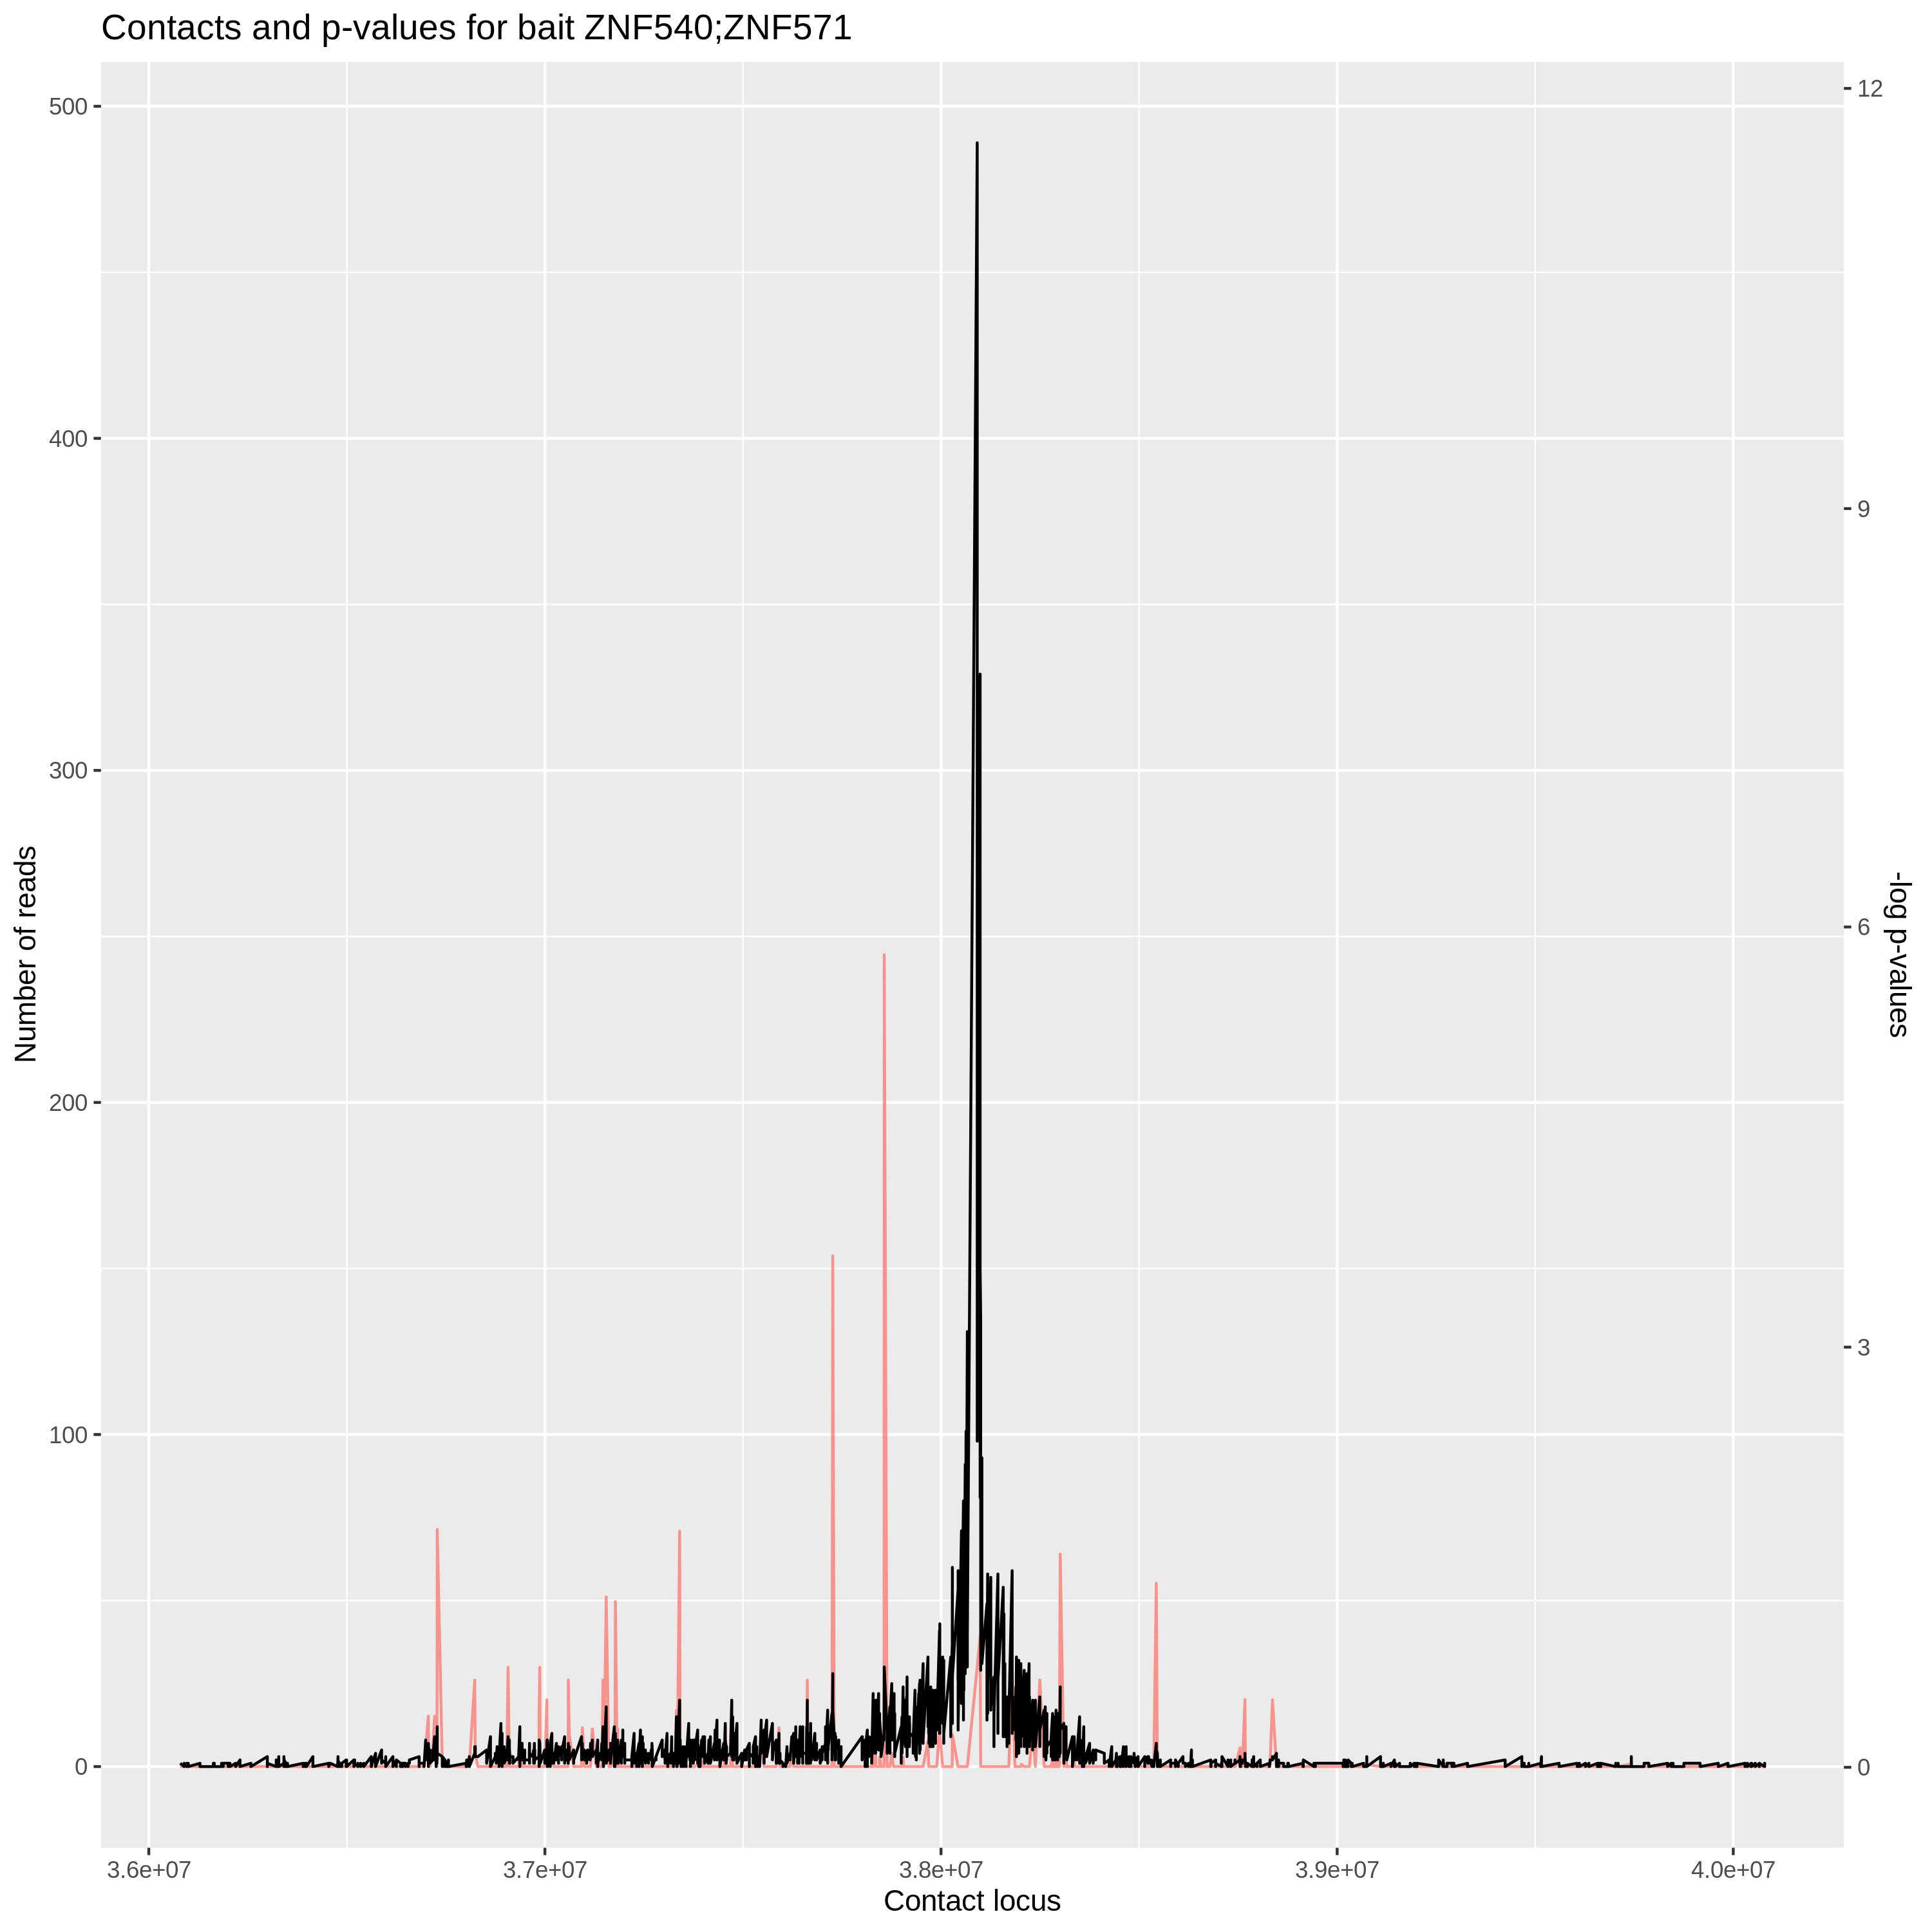 Contacts and p-values for bait ZNF540;ZNF571
500
400
300
200
100
0
Number of reads
12
9
6
3
0
-log p-values
3.6e+07 3.7e+07 3.8e+07 3.9e+07 4.0e+07
Contact locus